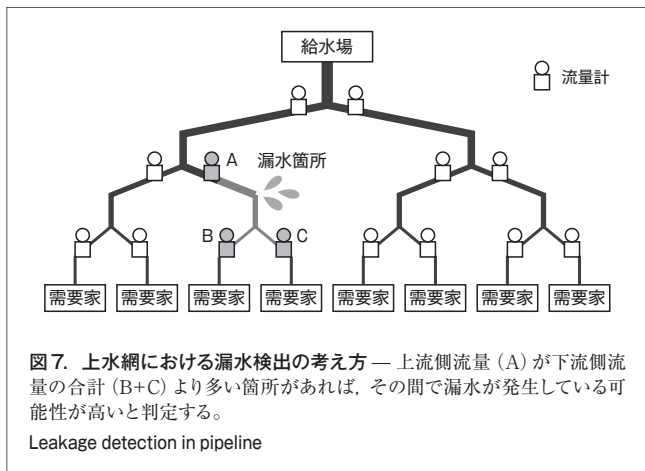 給水場
流量計
A
漏水箇所
B
C
需要家
需要家
需要家
需要家
需要家
需要家
需要家
需要家
図7. 上水網における漏水検出の考え方 — 上流側流量(A)が下流側流
量の合計(B+C)より多い箇所があれば,その間で漏水が発生している可
能性が高いと判定する。
Leakage detection in pipeline